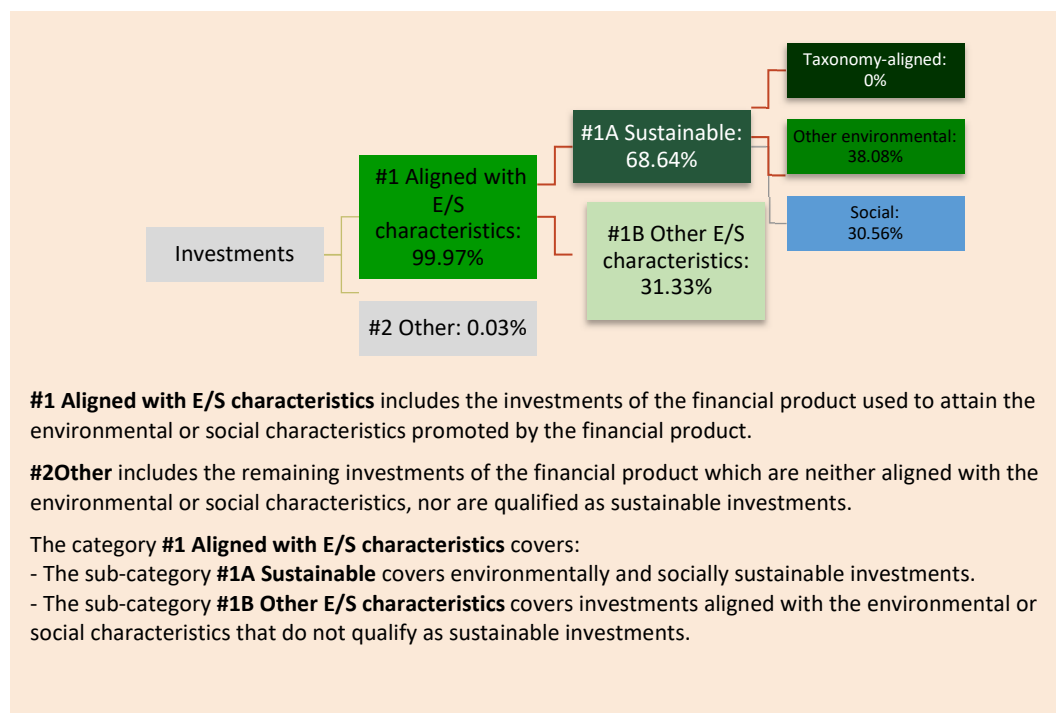 Investments
#1 Aligned with
E/S
characteristics:
99.97%
#2 Other: 0.03%
#1A Sustainable:
68.64%
#1B Other E/S
characteristics:
31.33%
Taxonomy-aligned:
0%
Other environmental:
38.08%
Social:
30.56%
#1 Aligned with E/S characteristics includes the investments of the financial product used to attain the
environmental or social characteristics promoted by the financial product.
#2Other includes the remaining investments of the financial product which are neither aligned with the
environmental or social characteristics, nor are qualified as sustainable investments.
The category #1 Aligned with E/S characteristics covers:
- The sub-category #1A Sustainable covers environmentally and socially sustainable investments.
- The sub-category #1B Other E/S characteristics covers investments aligned with the environmental or
social characteristics that do not qualify as sustainable investments.